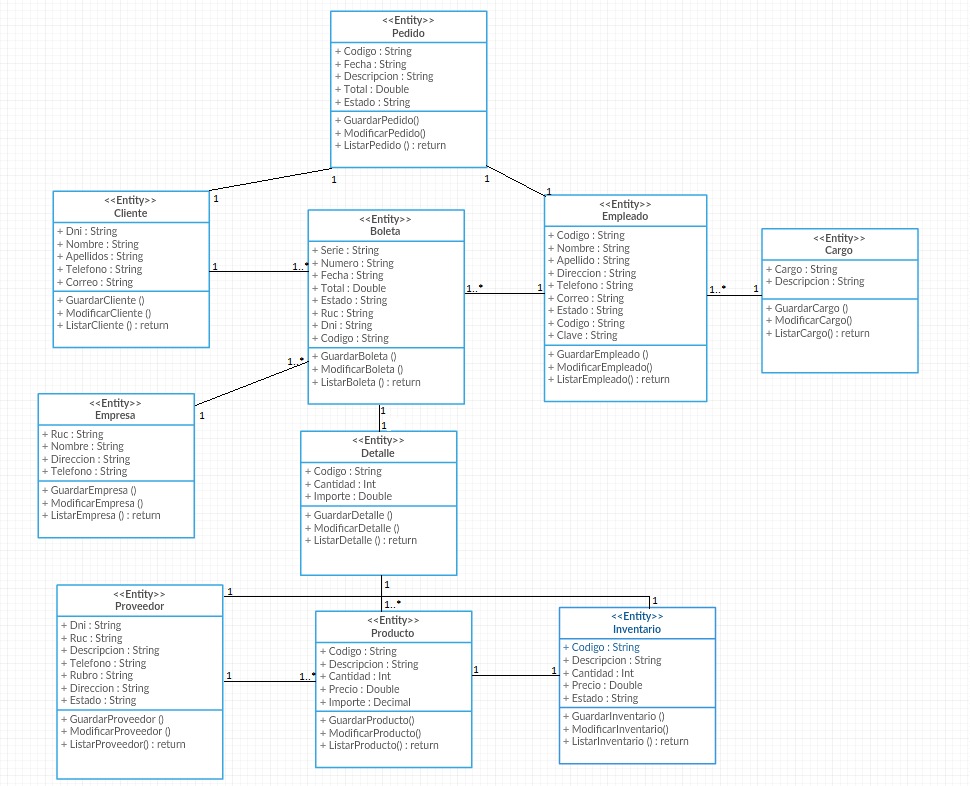 <<Entity>>
Pedido
+ Codigo : String
+ Fecha : String
+ Descripcion : String
+ Total : Double
+ Estado : String
+ GuardarPedido()
+ ModificarPedido()
+ ListarPedido () : return
1
1
1
1
<<Entity>>
Cliente
+ Dni : String
+ Nombre : String
+ Apellidos : String
+ Telefono : String
+ Correo : String
+ GuardarCliente ()
+ ModificarCliente ()
+ ListarCliente () : return
1
1..*
<<Entity>>
Boleta
+ Serie : String
+ Numero : String
+ Fecha : String
+ Total : Double
+ Estado : String
+ Ruc : String
+ Dni : String
+ Codigo : String
+ GuardarBoleta ()
+ ModificarBoleta ()
+ ListarBoleta () : return
1..*
1
<<Entity>>
Empleado
+ Codigo : String
+ Nombre : String
+ Apellido : String
+ Direccion : String
+ Telefono : String
+ Correo : String
+ Estado : String
+ Codigo : String
+ Clave : String
+ GuardarEmpleado ()
+ ModificarEmpleado()
+ ListarEmpleado() : return
1..*
1
<<Entity>>
Cargo
+ Cargo : String
+ Descripcion : String
+ GuardarCargo ()
+ ModificarCargo()
+ ListarCargo() : return
1..*
1
<<Entity>>
Empresa
+ Ruc : String
+ Nombre : String
+ Direccion : String
+ Telefono : String
+ GuardarEmpresa ()
+ ModificarEmpresa ()
+ ListarEmpresa () : return
1
1
<<Entity>>
Detalle
+ Codigo : String
+ Cantidad : Int
+ Importe : Double
+ GuardarDetalle ()
+ ModificarDetalle ()
+ ListarDetalle () : return
1
1..*
1
1
<<Entity>>
Proveedor
+ Dni : String
+ Ruc : String
+ Descripcion : String
+ Telefono : String
+ Rubro : String
+ Direccion : String
+ Estado : String
+ GuardarProveedor ()
+ ModificarProveedor ()
+ ListarProveedor() : return
1
1..*
<<Entity>>
Producto
+ Codigo : String
+ Descripcion : String
+ Cantidad : Int
+ Precio : Double
+ Importe : Decimal
+ GuardarProducto()
+ ModificarProducto()
+ ListarProducto() : return
1
1
<<Entity>>
Inventario
+ Codigo : String
+ Descripcion : String
+ Cantidad : Int
+ Precio : Double
+ Estado : String
+ GuardarInventario ()
+ ModificarInventario()
+ ListarInventario () : return